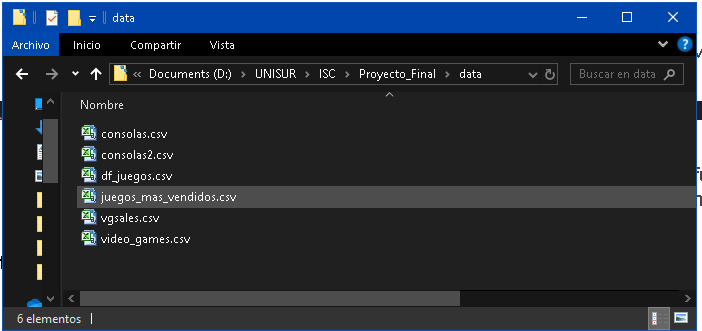 data
Archivo Inicio Compartir Vista
« Documents (D:) > UNISUR > ISC > Proyecto_Final > data
Buscar en data
Nombre
consolas.csv
consolas2.csv
df_juegos.csv
juegos_mas_vendidos.csv
vgsales.csv
video_games.csv
6 elementos